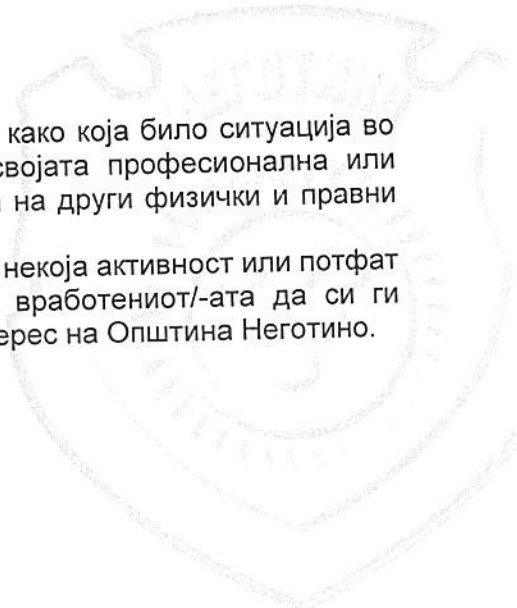 како која било ситуација во
својата професионална или
на други физички и правни
некоја активност или потфат
вработениот/-ата да си ги
ерес на Општина Неготино.